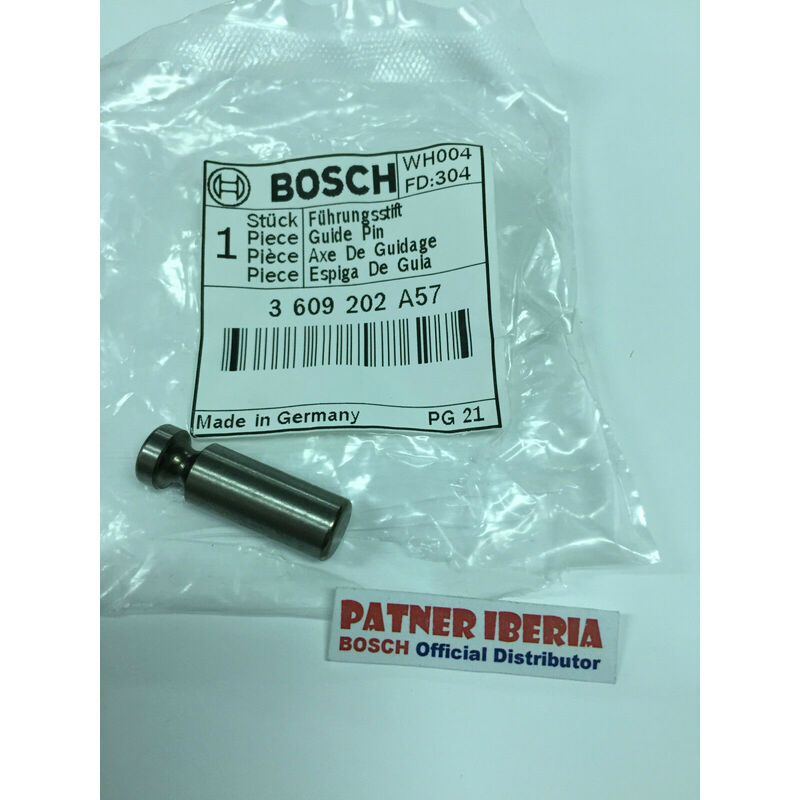 BOSCH
WH004
FD:304
1
Stück Führungsstift
Piece Guide Pin
Pièce Axe De Guidage
Piece Espiga De Guia
3 609 202 A57
Made in Germany PG 21
PATNER IBERIA
BOSCH Official Distributor